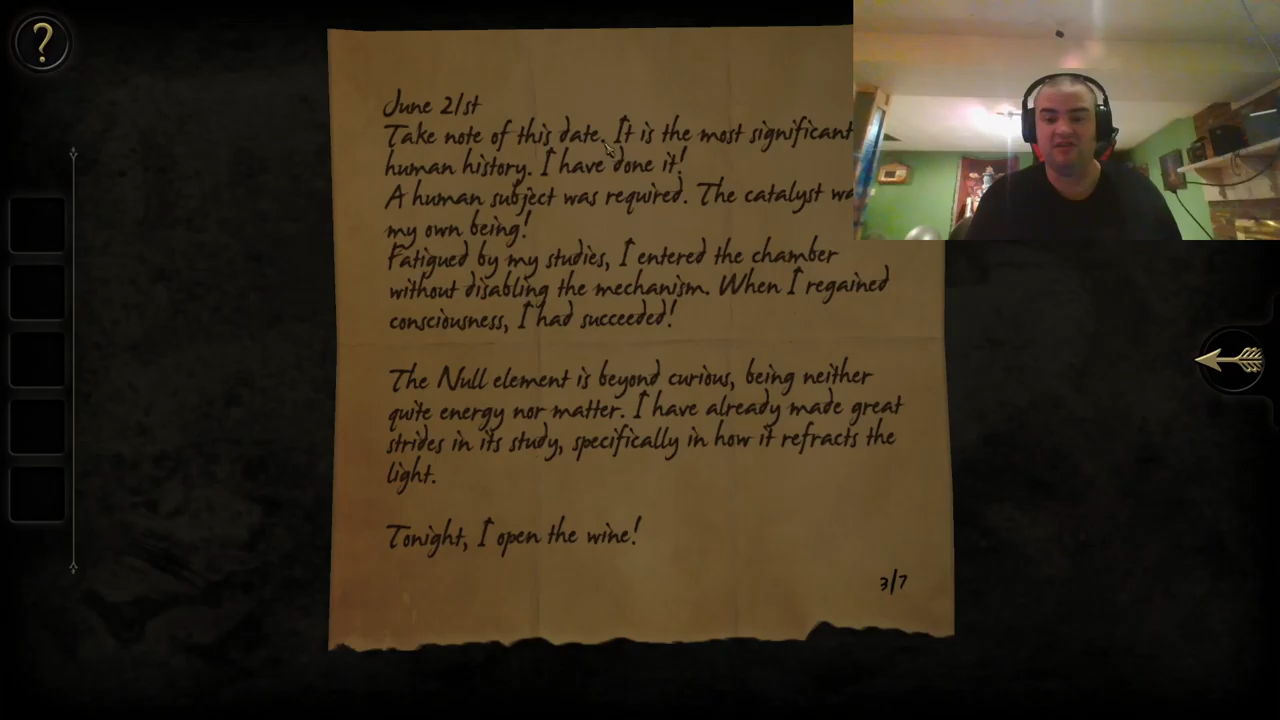 ?
June 21st
Take note of this date. It is the most significant
human history. I have done it!
A human subject was required. The catalyst
my own being!
Fatigued by my studies, I entered the chamber
without disabling the mechanism. When I regained
consciousness, I had succeeded!
The Null element is beyond curious, being neither
quite energy nor matter. I have already made great
strides in its study, specifically in how it refracts the
light.
Tonight, I open the wine!
3/7